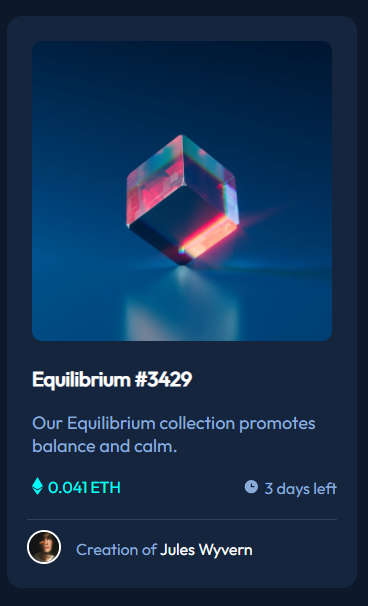 Equilibrium #3429
Our Equilibrium collection promotes
balance and calm.
0.041 ETH 3 days left
Creation of Jules Wyvern